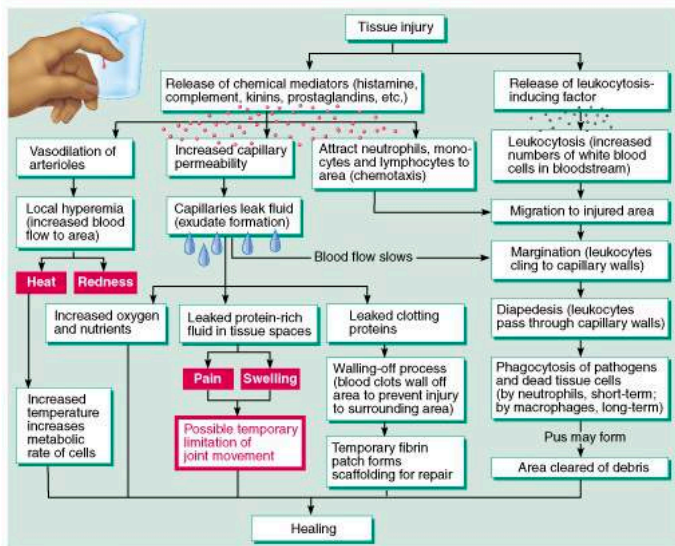 Tissue injury
Release of chemical mediators (histamine,
complement, kinins, prostaglandins, etc.)
Release of leukocytosis-
inducing factor
Vasodilation of
arterioles
Increased capillary
permeability
Attract neutrophils, mono-
cytes and lymphocytes to
area (chemotaxis)
Leukocytosis (increased
numbers of white blood
cells in bloodstream)
Local hyperemia
(increased blood
flow to area)
Capillaries leak fluid
(exudate formation)
Migration to injured area
Blood flow slows
Margination (leukocytes
cling to capillary walls)
Heat
Redness
Increased oxygen
and nutrients
Leaked protein-rich
fluid in tissue spaces
Leaked clotting
proteins
Diapedesis (leukocytes
pass through capillary walls)
Pain
Swelling
Walling-off process
(blood clots wall off
area to prevent injury
to surrounding area)
Phagocytosis of pathogens
and dead tissue cells
(by neutrophils, short-term;
by macrophages, long-term)
Increased
temperature
increases
metabolic
rate of cells
Possible temporary
limitation of
joint movement
Temporary fibrin
patch forms
scaffolding for repair
Pus may form
Area cleared of debris
Healing